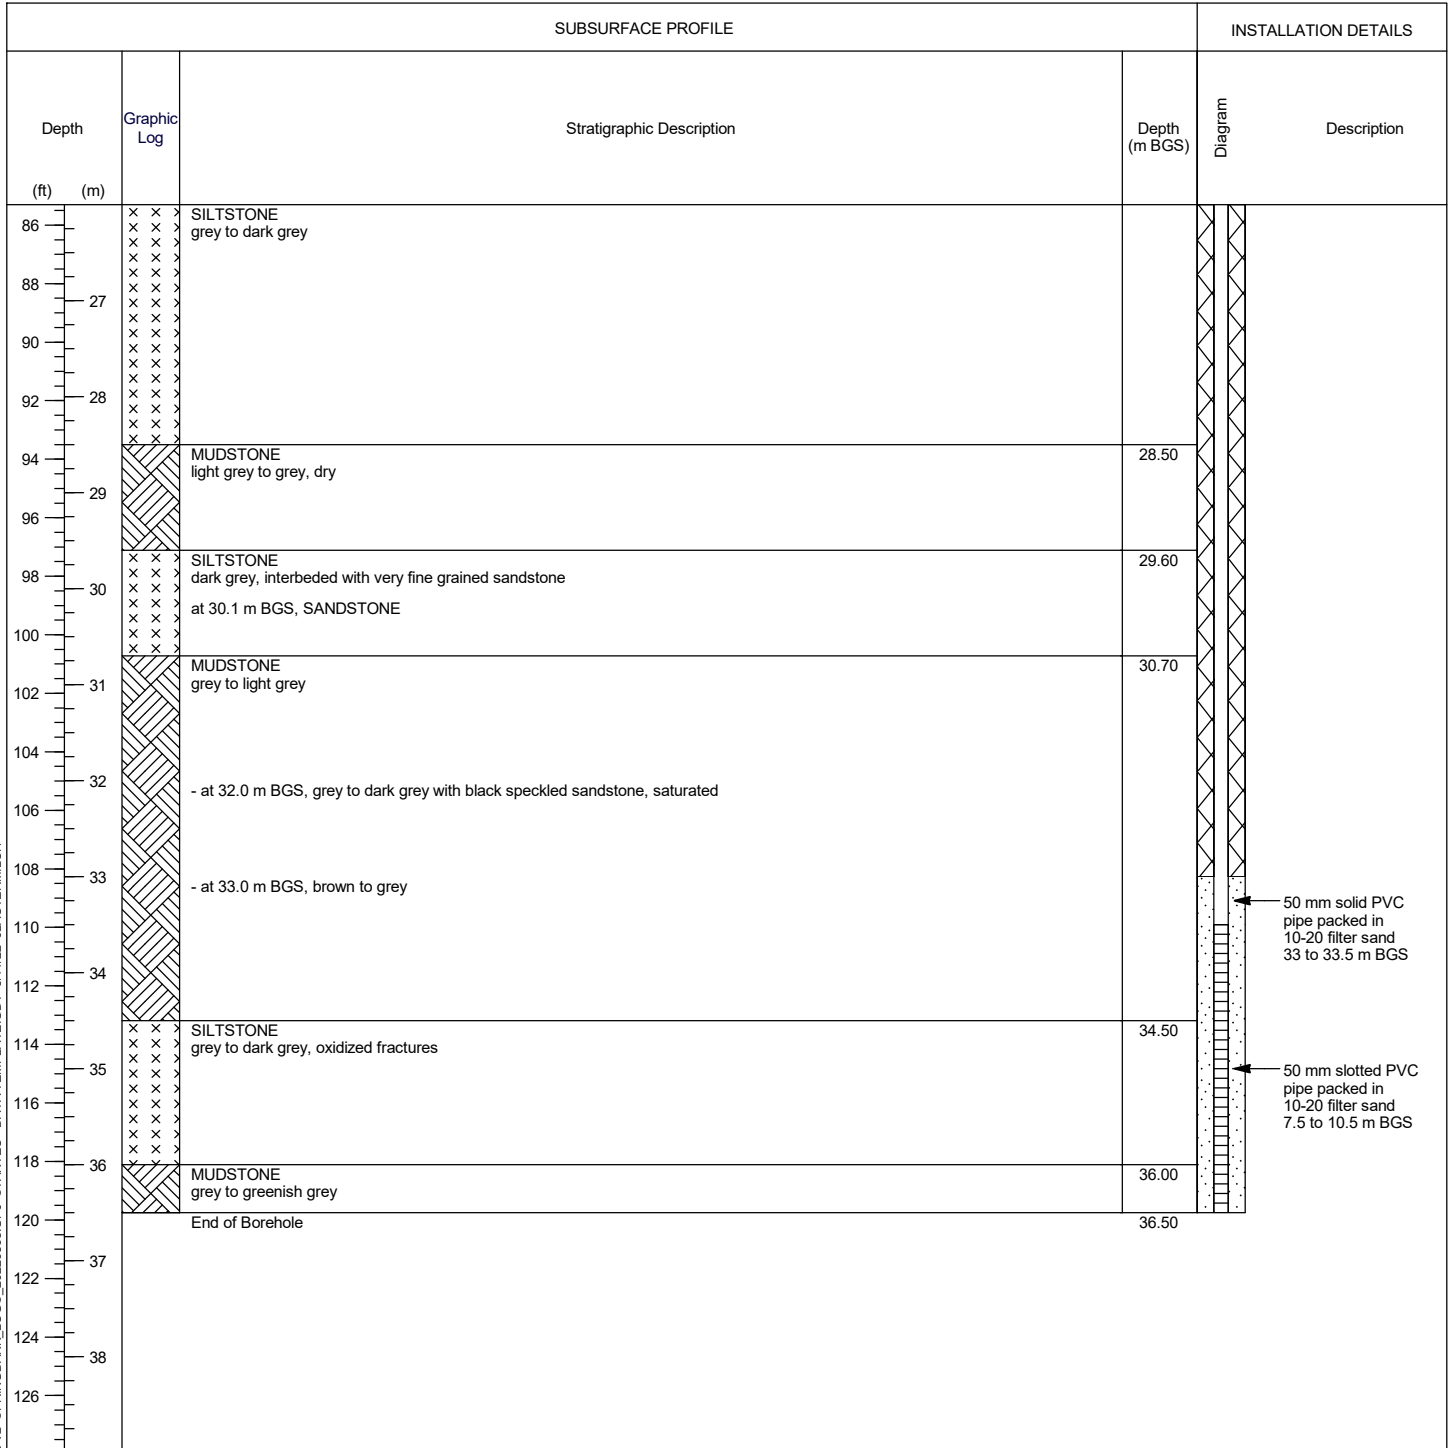 SUBSURFACE PROFILE
INSTALLATION DETAILS
Depth
(ft) (m)
Graphic
Log
Stratigraphic Description
Depth
(m BGS)
Diagram
Description
86
88
90
92
94
96
98
100
102
104
106
108
110
112
114
116
118
120
122
124
126
27
28
29
30
31
32
33
34
35
36
37
38
SILTSTONE
grey to dark grey
MUDSTONE
light grey to grey, dry
28.50
SILTSTONE
dark grey, interbeded with very fine grained sandstone
at 30.1 m BGS, SANDSTONE
29.60
MUDSTONE
grey to light grey
30.70
- at 32.0 m BGS, grey to dark grey with black speckled sandstone, saturated
- at 33.0 m BGS, brown to grey
SILTSTONE
grey to dark grey, oxidized fractures
34.50
MUDSTONE
grey to greenish grey
36.00
End of Borehole
36.50
50 mm solid PVC
pipe packed in
10-20 filter sand
33 to 33.5 m BGS
50 mm slotted PVC
pipe packed in
10-20 filter sand
7.5 to 10.5 m BGS